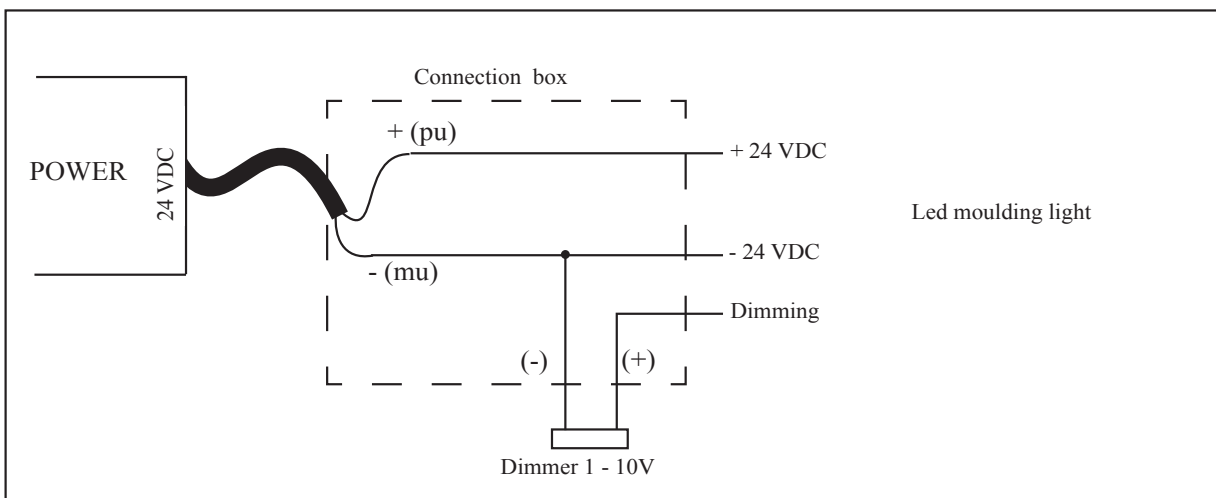 Connection box
+ (pu)
+ 24 VDC
POWER
24 VDC
Led moulding light
- (mu)
- 24 VDC
Dimming
(-)
(+)
Dimmer 1 - 10V